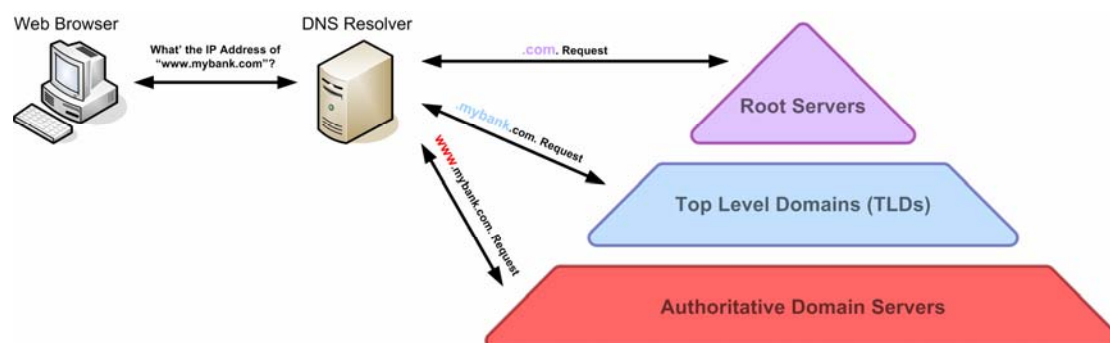 Web Browser
DNS Resolver
What' the IP Address of
“www.mybank.com”?
.com. Request
.mybank.com. Request
www.mybank.com. Request
Root Servers
Top Level Domains (TLDs)
Authoritative Domain Servers